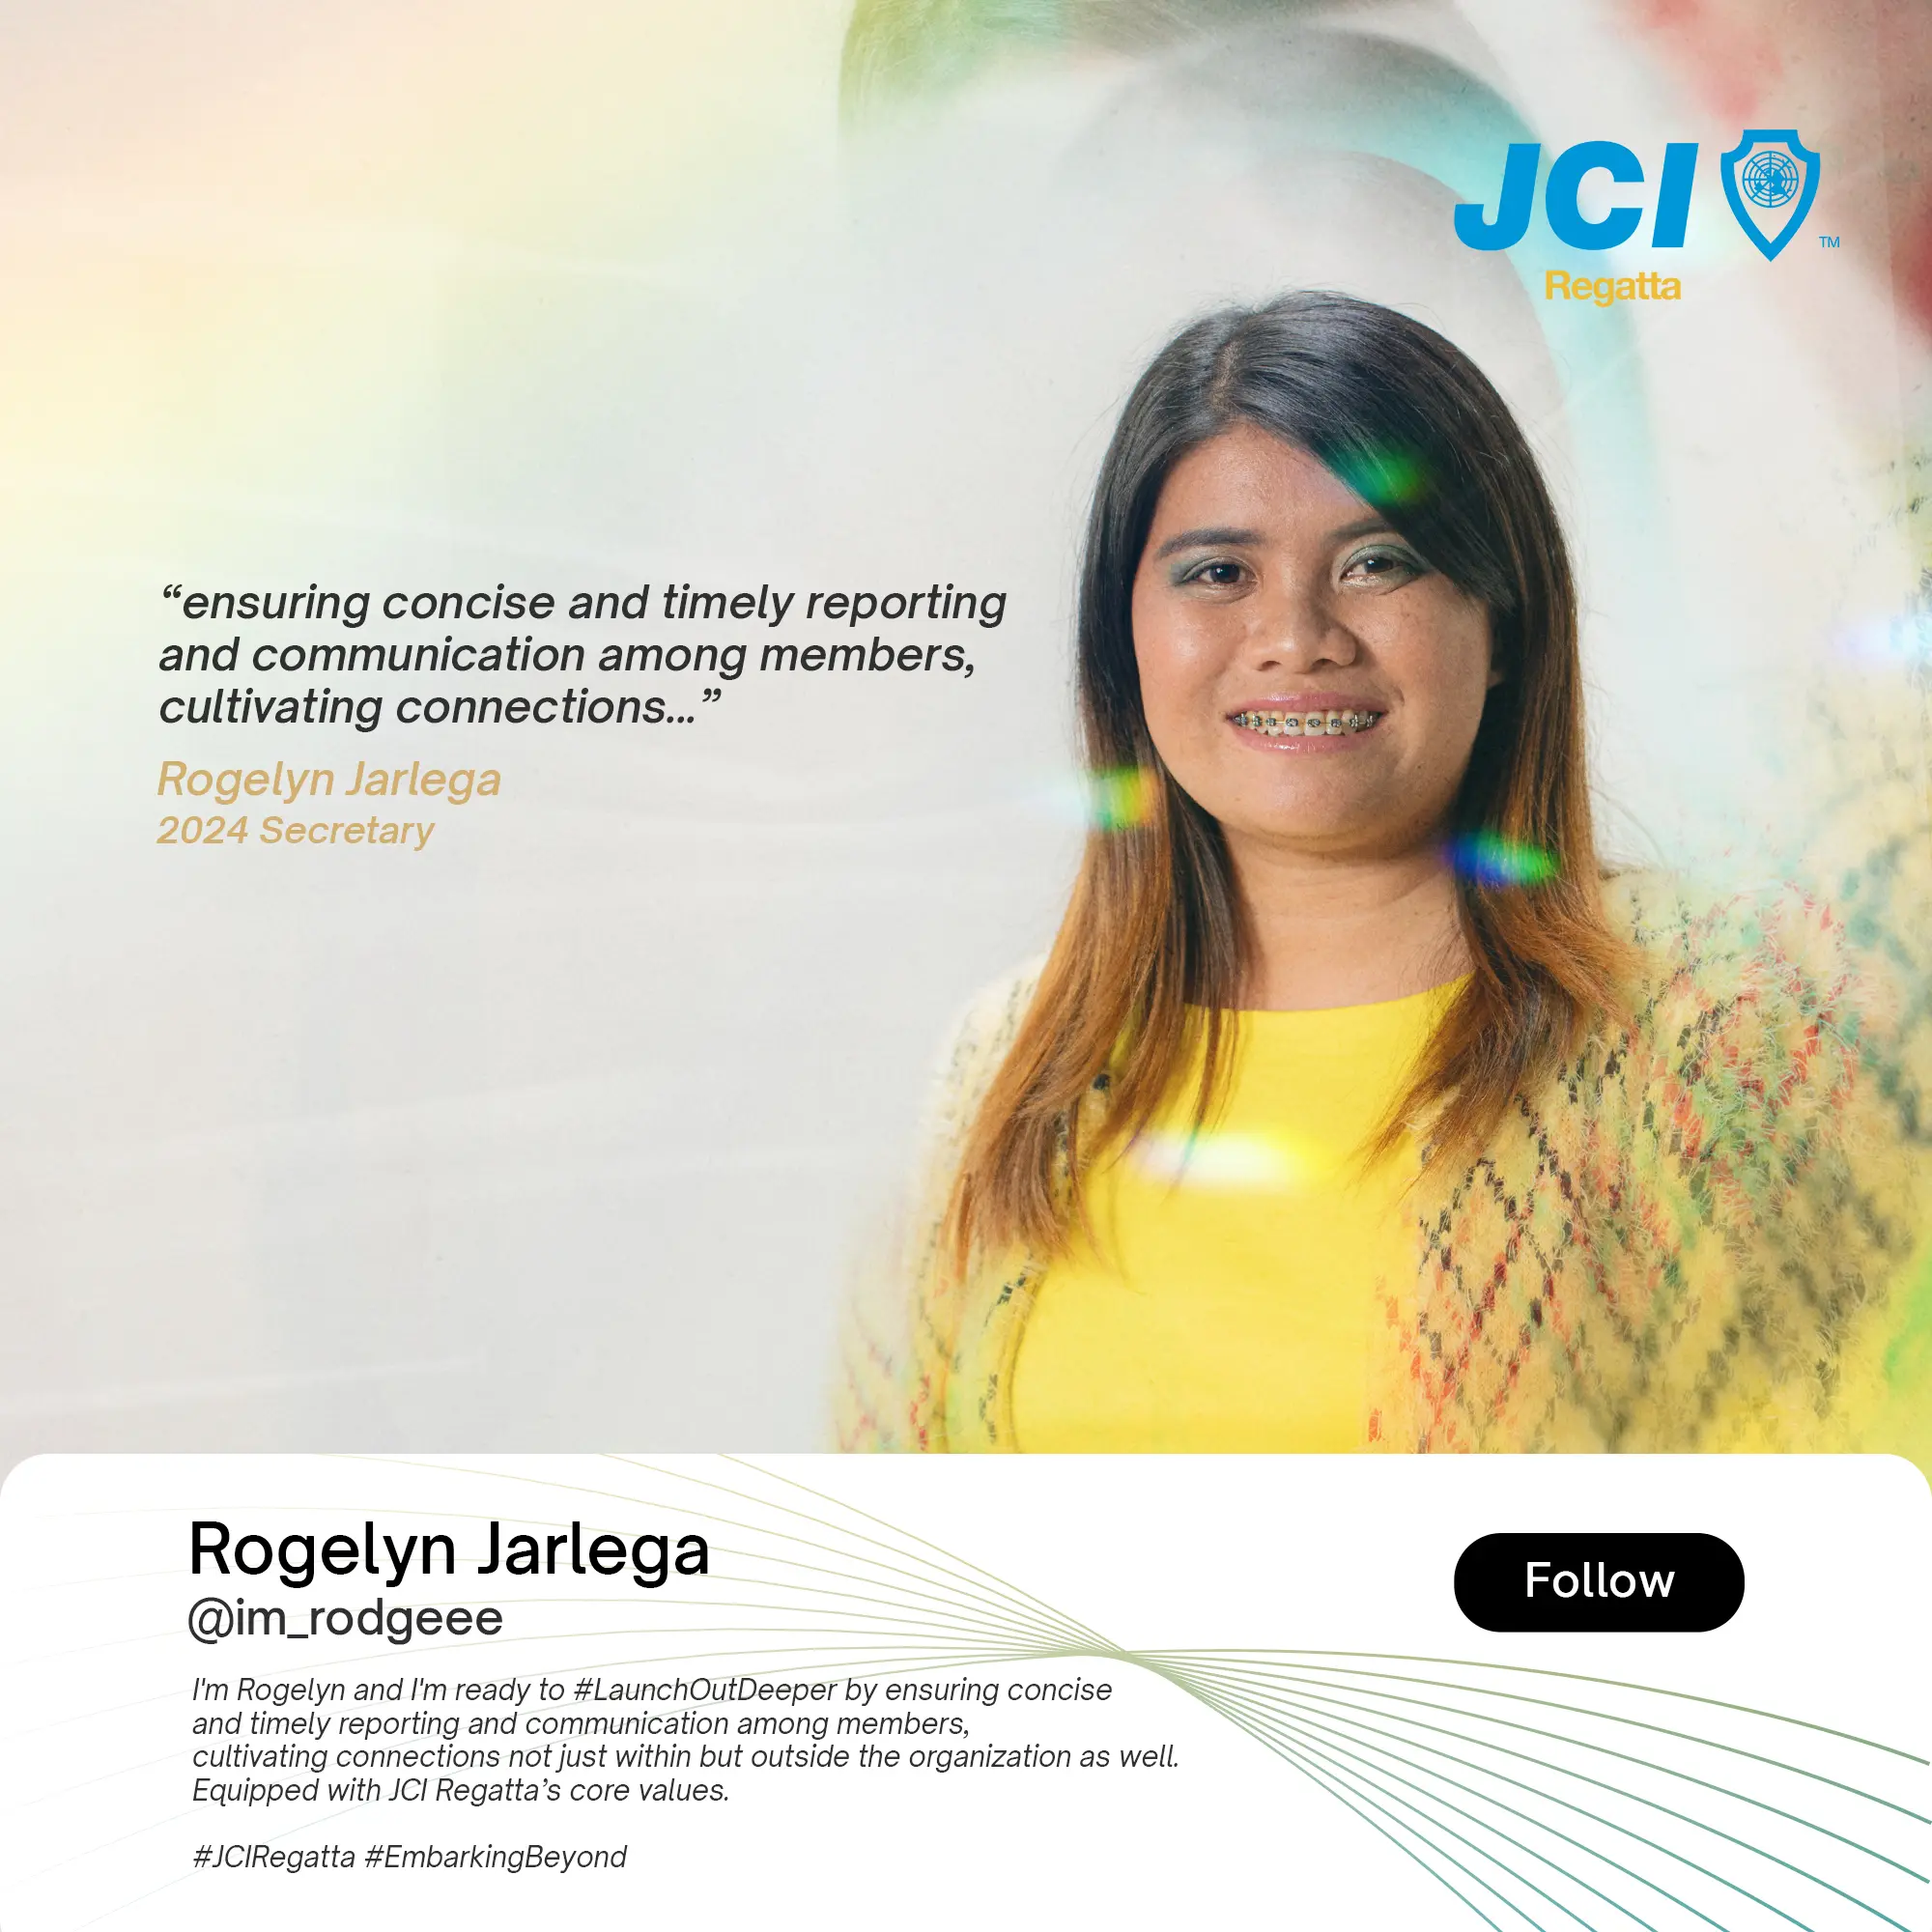 JCI
TM
Regatta
“ensuring concise and timely reporting
and communication among members,
cultivating connections...”
Rogelyn Jarlega
2024 Secretary
Rogelyn Jarlega
@im_rodgeee
Follow
I'm Rogelyn and I'm ready to #LaunchOutDeeper by ensuring concise
and timely reporting and communication among members,
cultivating connections not just within but outside the organization as well.
Equipped with JCI Regatta’s core values.
#JCIRegatta #EmbarkingBeyond